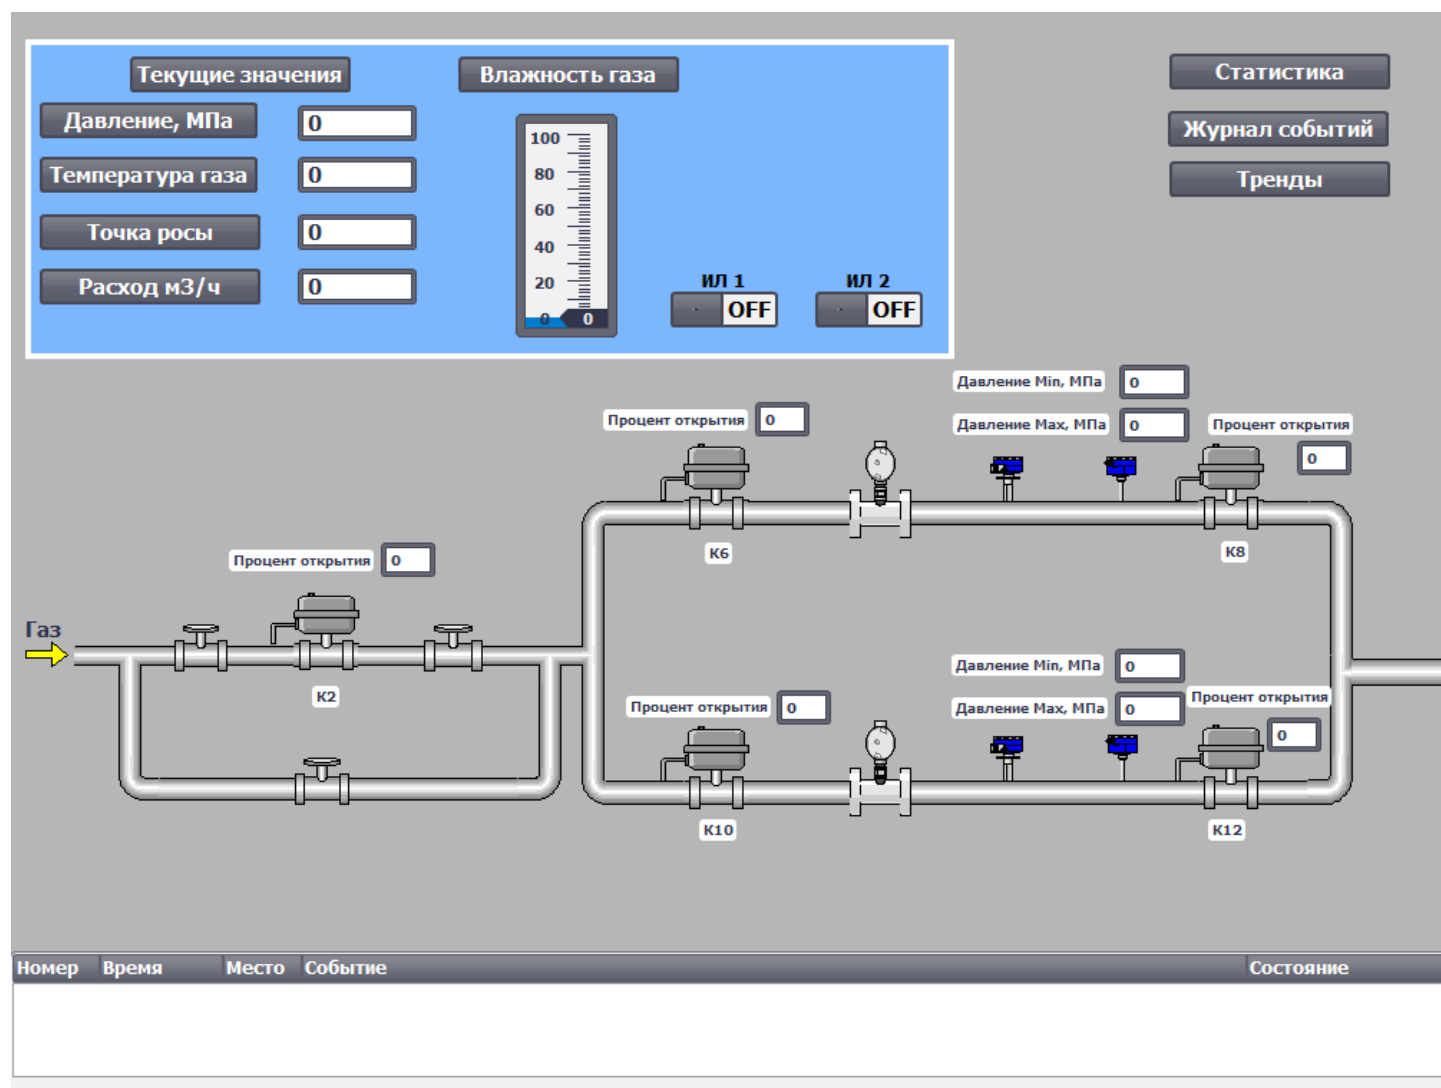 Текущие значения
Влажность газа
Статистика
Давление, МПа
0
Журнал событий
Температура газа
0
Тренды
Точка росы
0
Расход м3/ч
0
100
80
60
40
20
0
0
ИЛ 1
OFF
ИЛ 2
OFF
Давление Min, МПа
0
Процент открытия
0
Давление Max, МПа
0
Процент открытия
0
К6
К8
Процент открытия
0
Газ
К2
Давление Min, МПа
0
Процент открытия
0
Давление Max, МПа
0
Процент открытия
0
К10
К12
Номер Время Место Событие Состояние